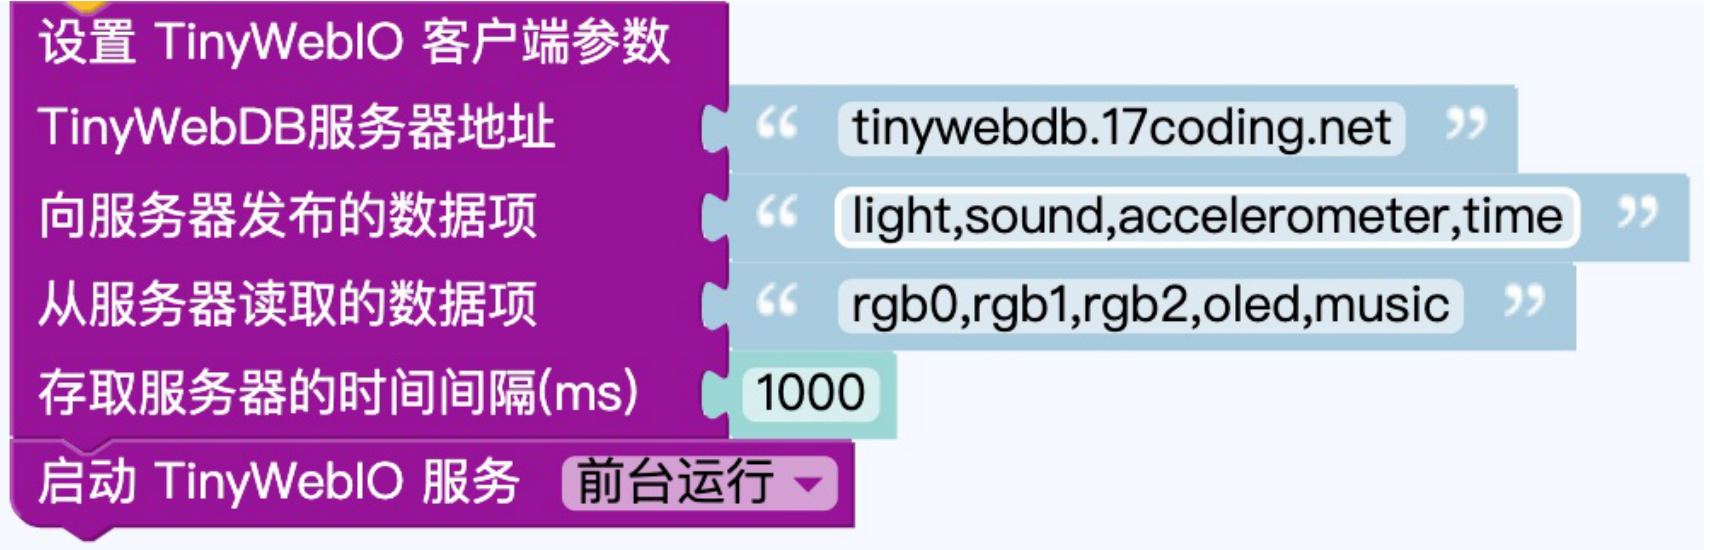 设置 TinyWebIO 客户端参数
TinyWebDB服务器地址 “ tinywebdb.17coding.net ”
向服务器发布的数据项 “ light,sound,accelerometer,time ”
从服务器读取的数据项 “ rgb0,rgb1,rgb2,oled,music ”
存取服务器的时间间隔(ms) 1000
启动 TinyWebIO 服务 前台运行